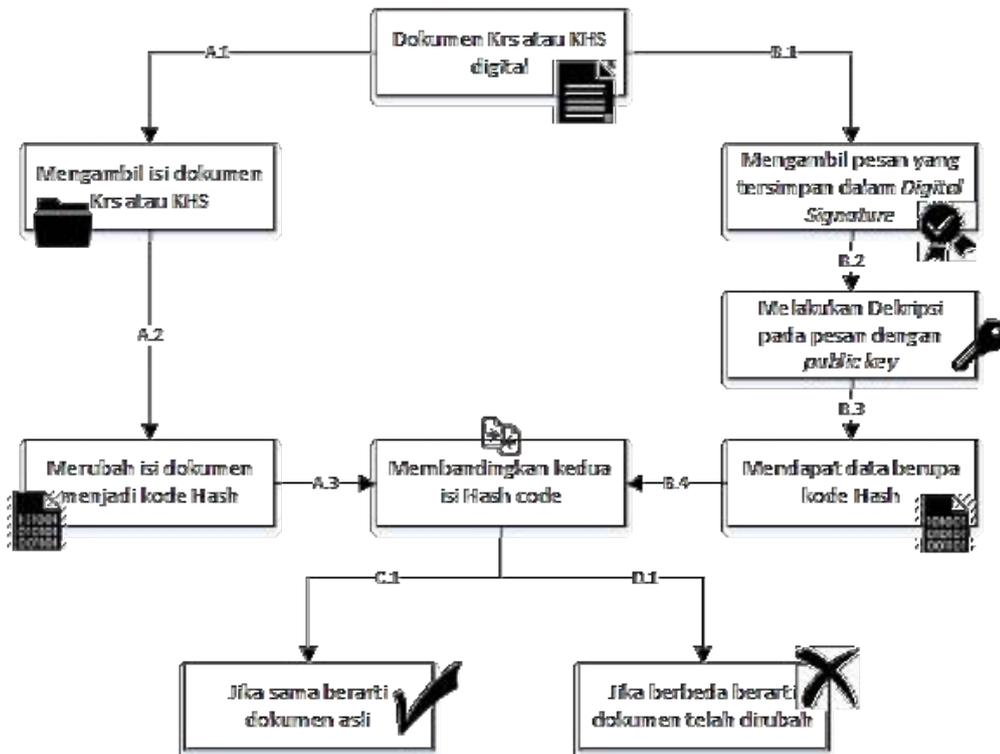 Dokumen Krs atau KHS
digital
A.1
B.1
Mengambil isi dokumen
Krs atau KHS
Mengambil pesan yang
tersimpan dalam Digital
Signature
B.2
A.2
Melakukan Dekripsi
pada pesan dengan
public key
B.3
Merubah isi dokumen
menjadi kode Hash
A.3
Membandingkan kedua
isi Hash code
B.4
Mendapat data berupa
kode Hash
C.1
D.1
Jika sama berarti
dokumen asli
Jika berbeda berarti
dokumen telah dirubah